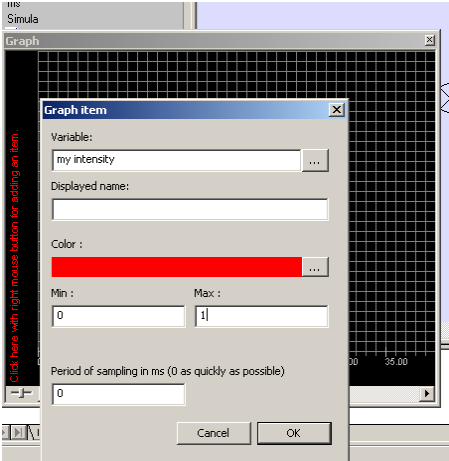 ms
Simula
Graph
Click here with right mouse button for adding an item
Graph item
Variable:
my intensity
...
Displayed name:
Color :
...
Min :
Max :
0
1
00
35.00
Period of sampling in ms (0 as quickly as possible)
0
Cancel
OK